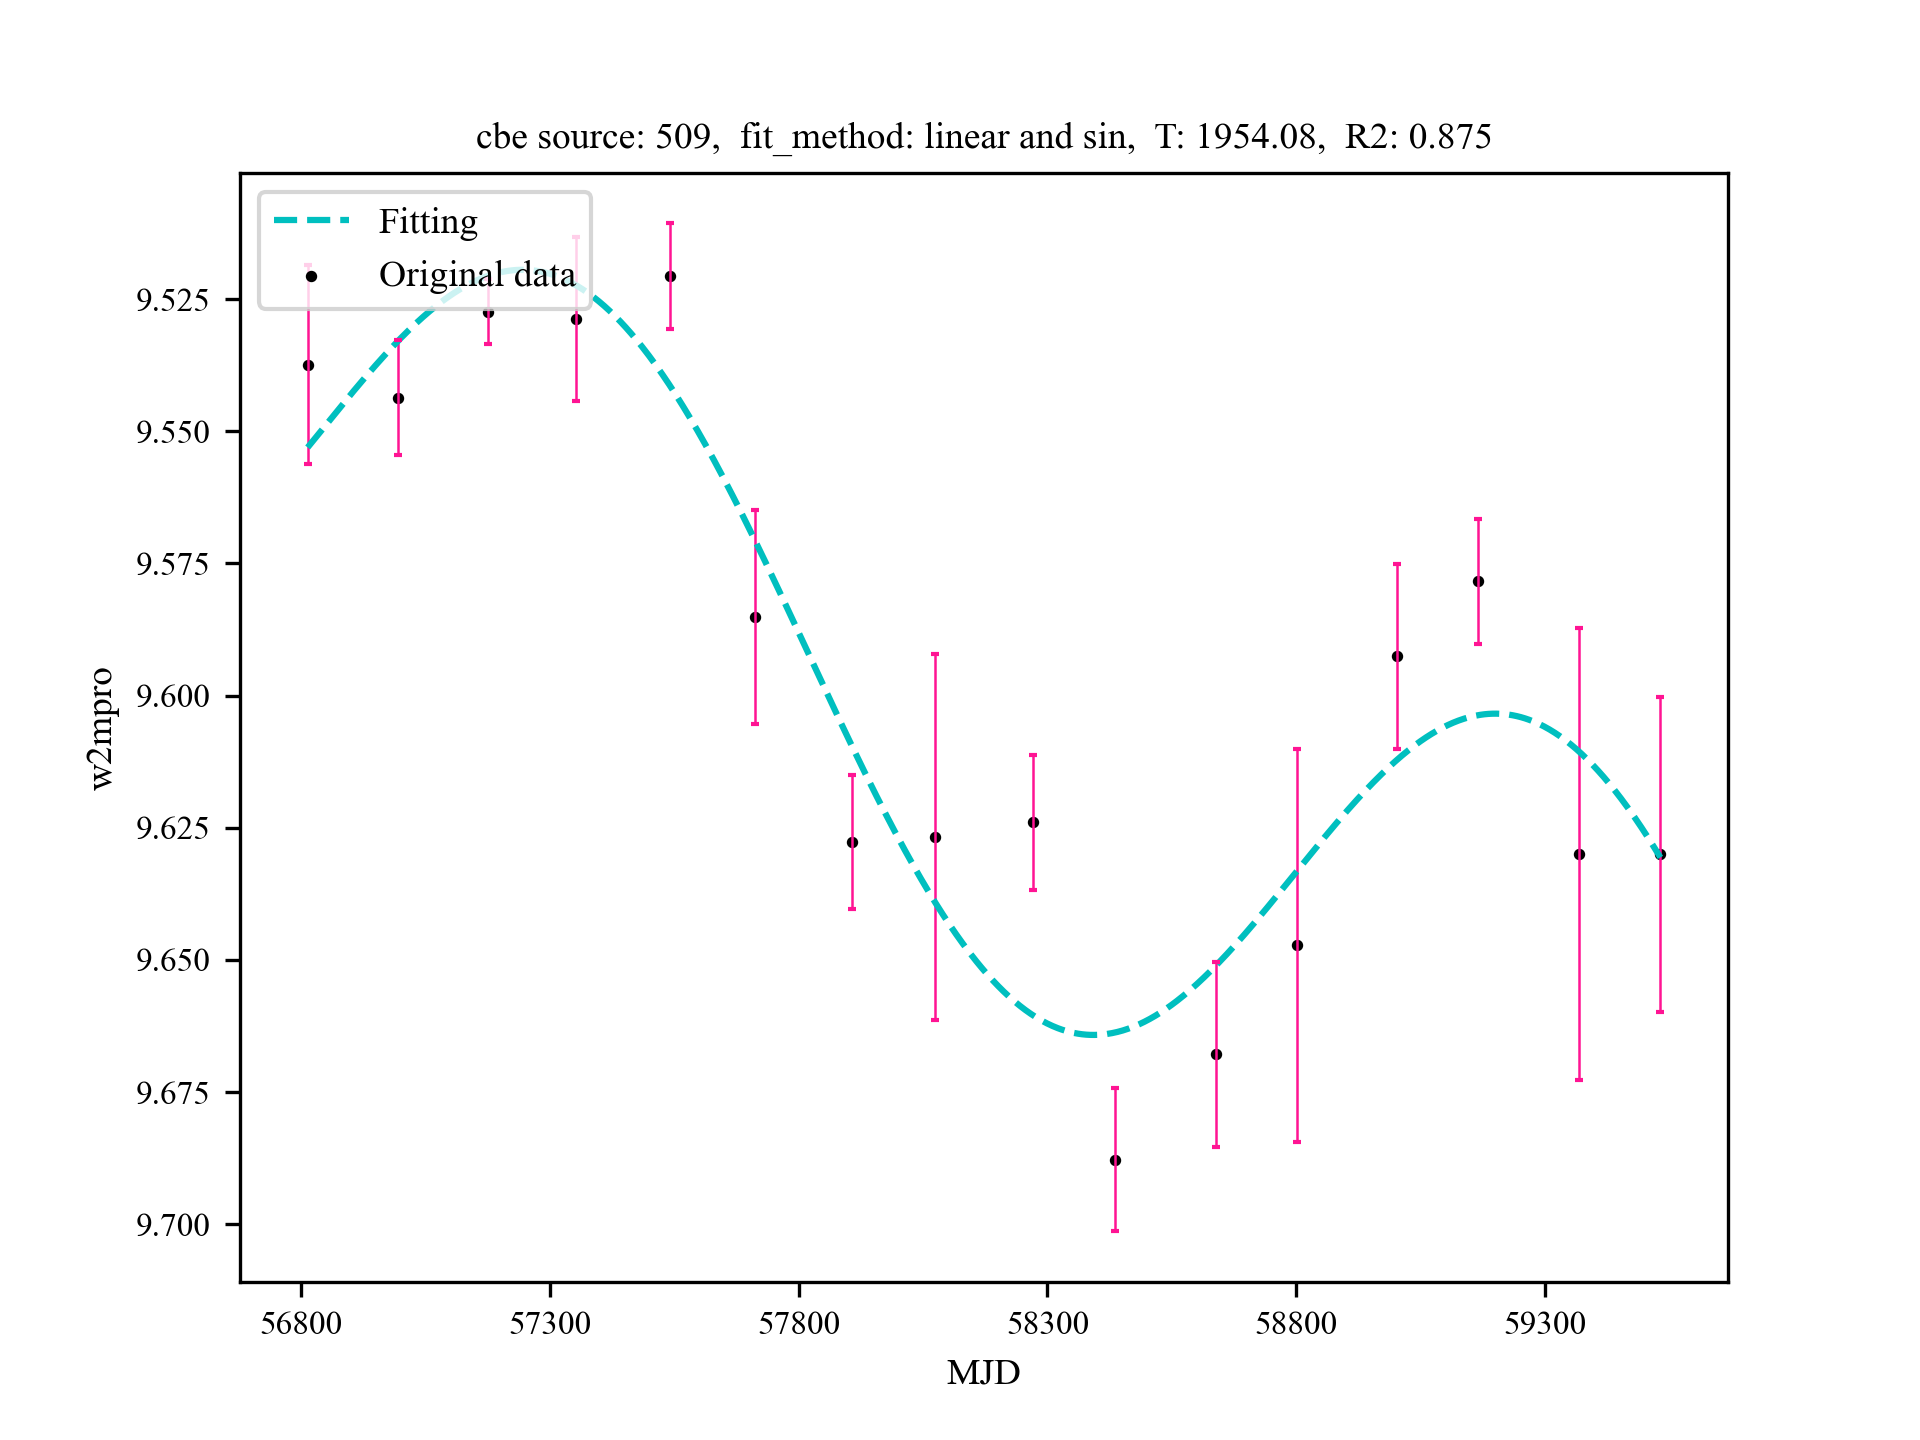 cbe source: 509,  fit_method: linear and sin,  T: 1954.08,  R2: 0.875
Fitting
Original data
9.525
9.550
9.575
9.600
9.625
9.650
9.675
9.700
w2mpro
56800
57300
57800
58300
58800
59300
MJD